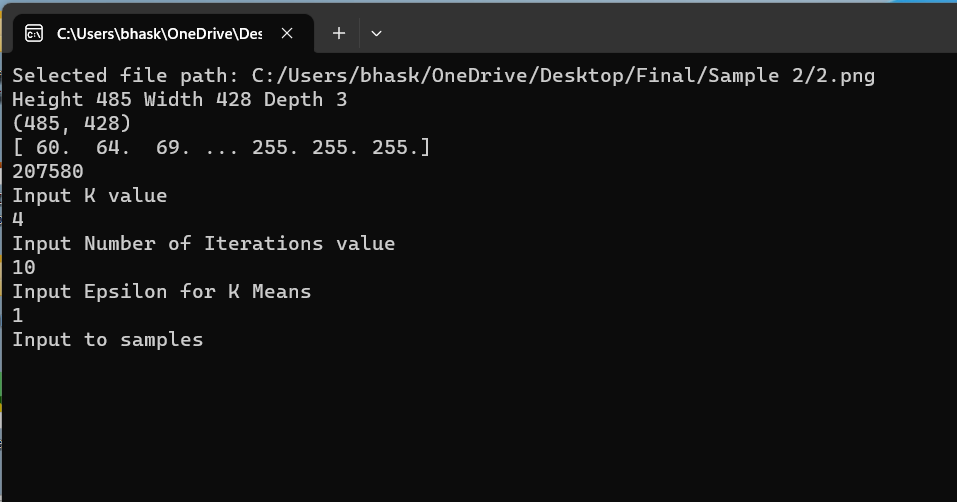 C:\Users\bhask\OneDrive\Des
Selected file path: C:/Users/bhask/OneDrive/Desktop/Final/Sample 2/2.png
Height 485 Width 428 Depth 3
(485, 428)
[ 60.  64.  69. ... 255. 255. 255.]
207580
Input K value
4
Input Number of Iterations value
10
Input Epsilon for K Means
1
Input to samples